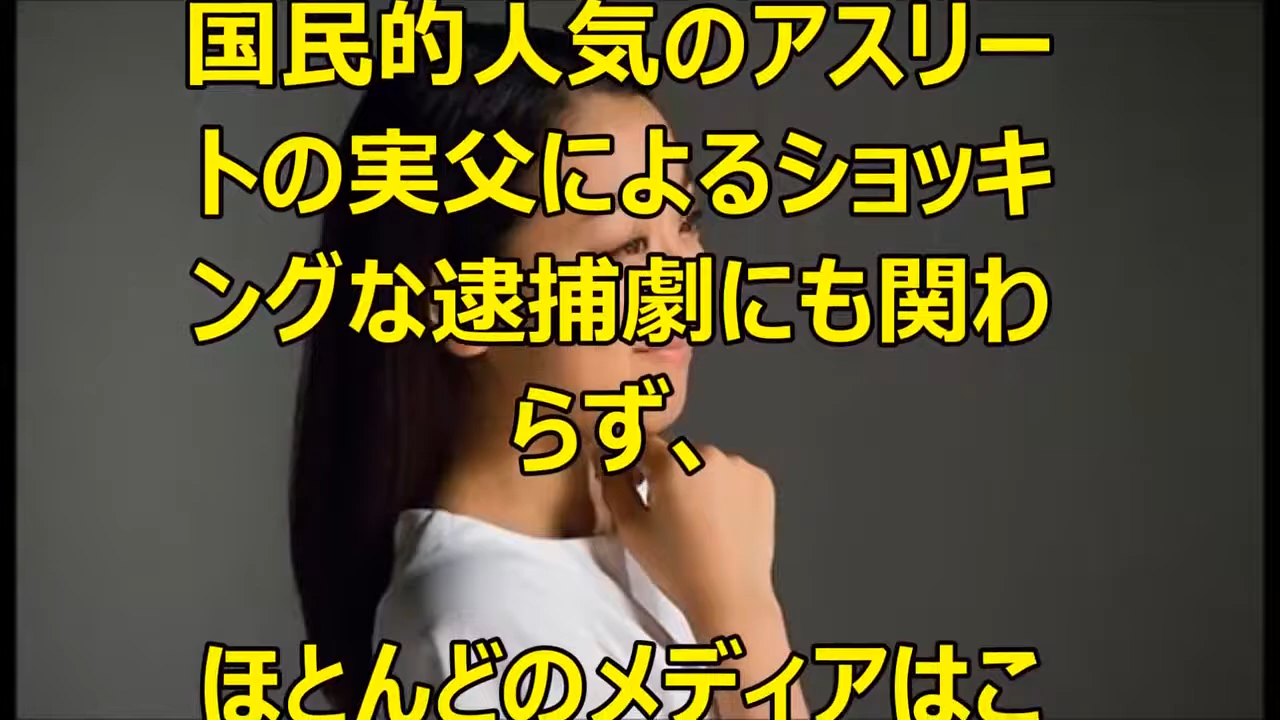 国民的人気のアスリー
トの実父によるショッキ
ングな逮捕劇にも関わ
らず、
ほとんどのメディアはこ